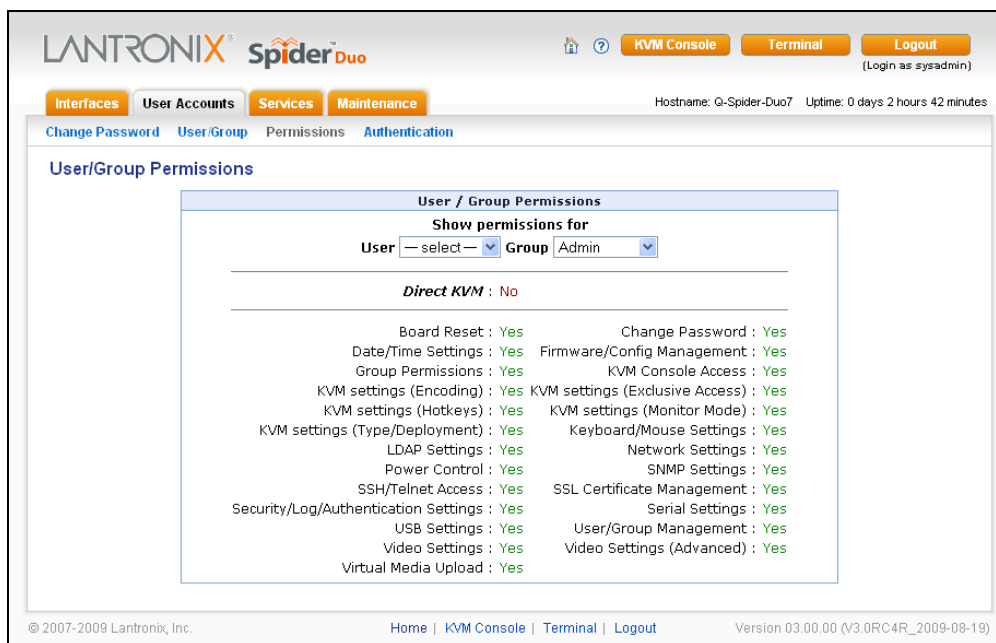 LANTRONIX® Spider™ Duo
KVM Console Terminal Logout
(Login as sysadmin)
Interfaces User Accounts Services Maintenance
Hostname: Q-Spider-Duo7 Uptime: 0 days 2 hours 42 minutes
Change Password User/Group Permissions Authentication
User/Group Permissions
User / Group Permissions
Show permissions for
User — select — Group Admin
Direct KVM : No
Board Reset : Yes Change Password : Yes
Date/Time Settings : Yes Firmware/Config Management : Yes
Group Permissions : Yes KVM Console Access : Yes
KVM settings (Encoding) : Yes KVM settings (Exclusive Access) : Yes
KVM settings (Hotkeys) : Yes KVM settings (Monitor Mode) : Yes
KVM settings (Type/Deployment) : Yes Keyboard/Mouse Settings : Yes
LDAP Settings : Yes Network Settings : Yes
Power Control : Yes SNMP Settings : Yes
SSH/Telnet Access : Yes SSL Certificate Management : Yes
Security/Log/Authentication Settings : Yes Serial Settings : Yes
USB Settings : Yes User/Group Management : Yes
Video Settings : Yes Video Settings (Advanced) : Yes
Virtual Media Upload : Yes
© 2007-2009 Lantronix, Inc. Home | KVM Console | Terminal | Logout Version 03.00.00 (V3.0RC4R_2009-08-19)